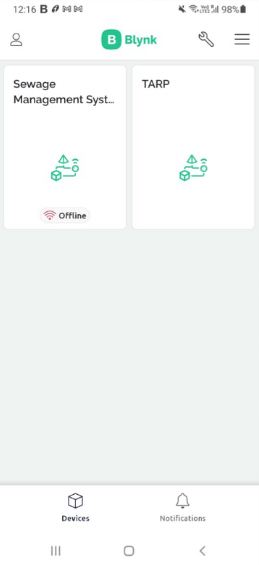 12:16 B 98%
B Blynk
Sewage
Management Syst...
TARP
Offline
Devices
Notifications